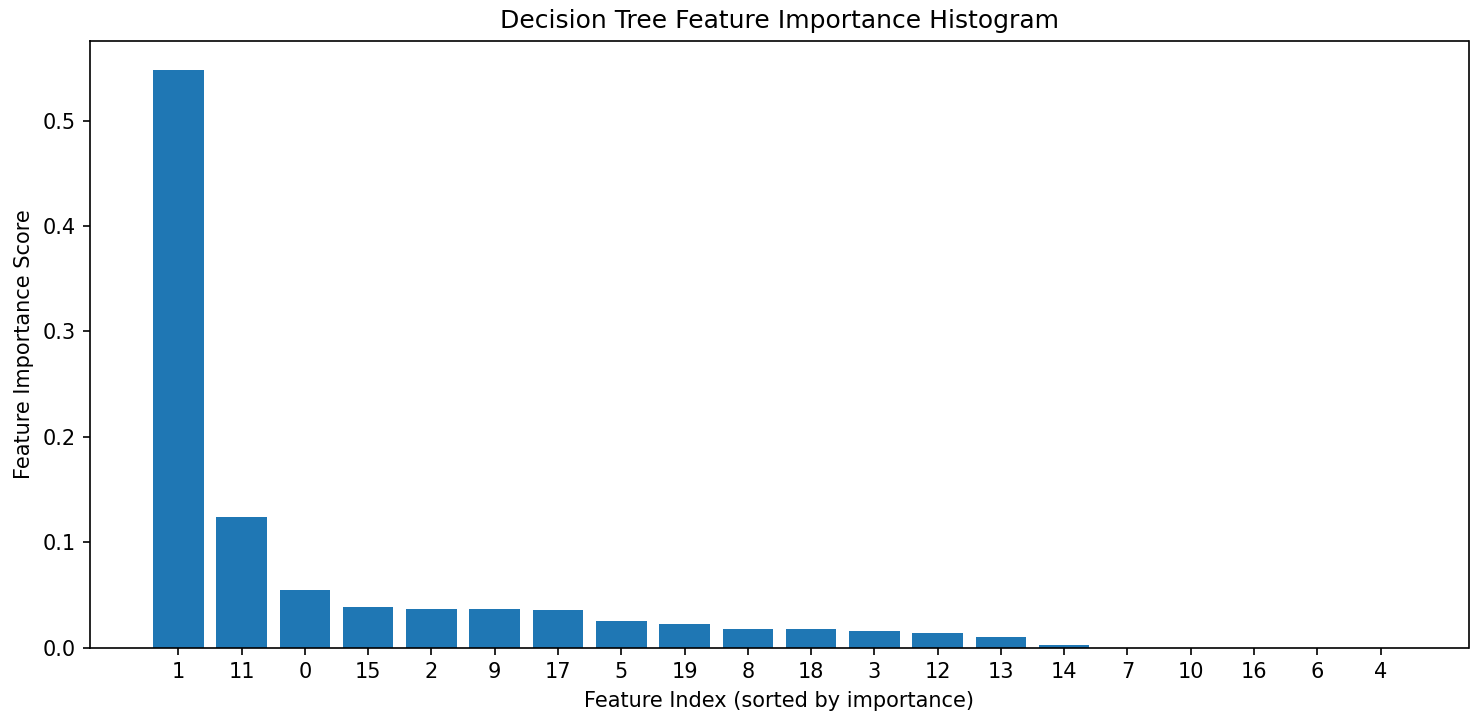 Decision Tree Feature Importance Histogram
Feature Importance Score
0.5
0.4
0.3
0.2
0.1
0.0
1 11 0 15 2 9 17 5 19 8 18 3 12 13 14 7 10 16 6 4
Feature Index (sorted by importance)